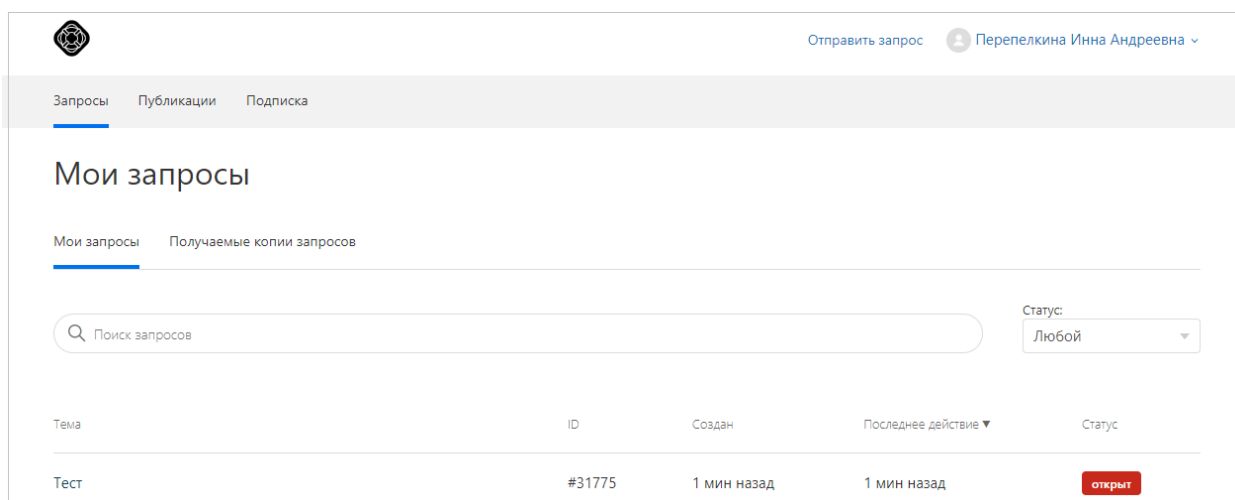 Отправить запрос Перепелкина Инна Андреевна
Запросы Публикации Подписка
Мои запросы
Мои запросы Получаемые копии запросов
Статус:
Поиск запросов Любой
Тема ID Создан Последнее действие ▼ Статус
Тест #31775 1 мин назад 1 мин назад открыт